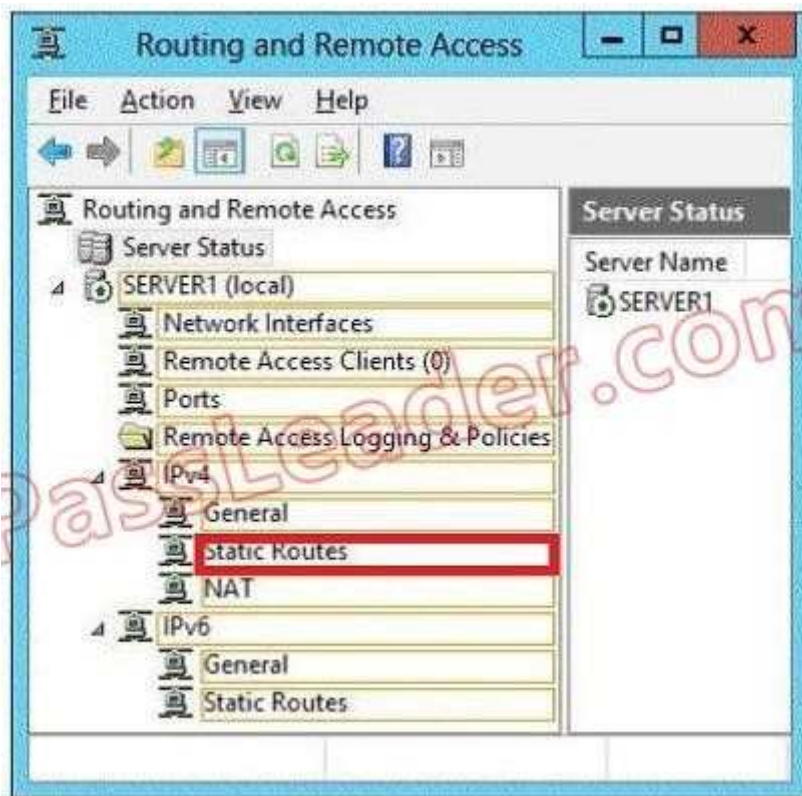 Routing and Remote Access
File Action View Help
Routing and Remote Access
Server Status
SERVER1 (local)
Network Interfaces
Remote Access Clients (0)
Ports
Remote Access Logging & Policies
IPv4
General
Static Routes
NAT
IPv6
General
Static Routes
Server Status
Server Name
SERVER1
PassLeader.com